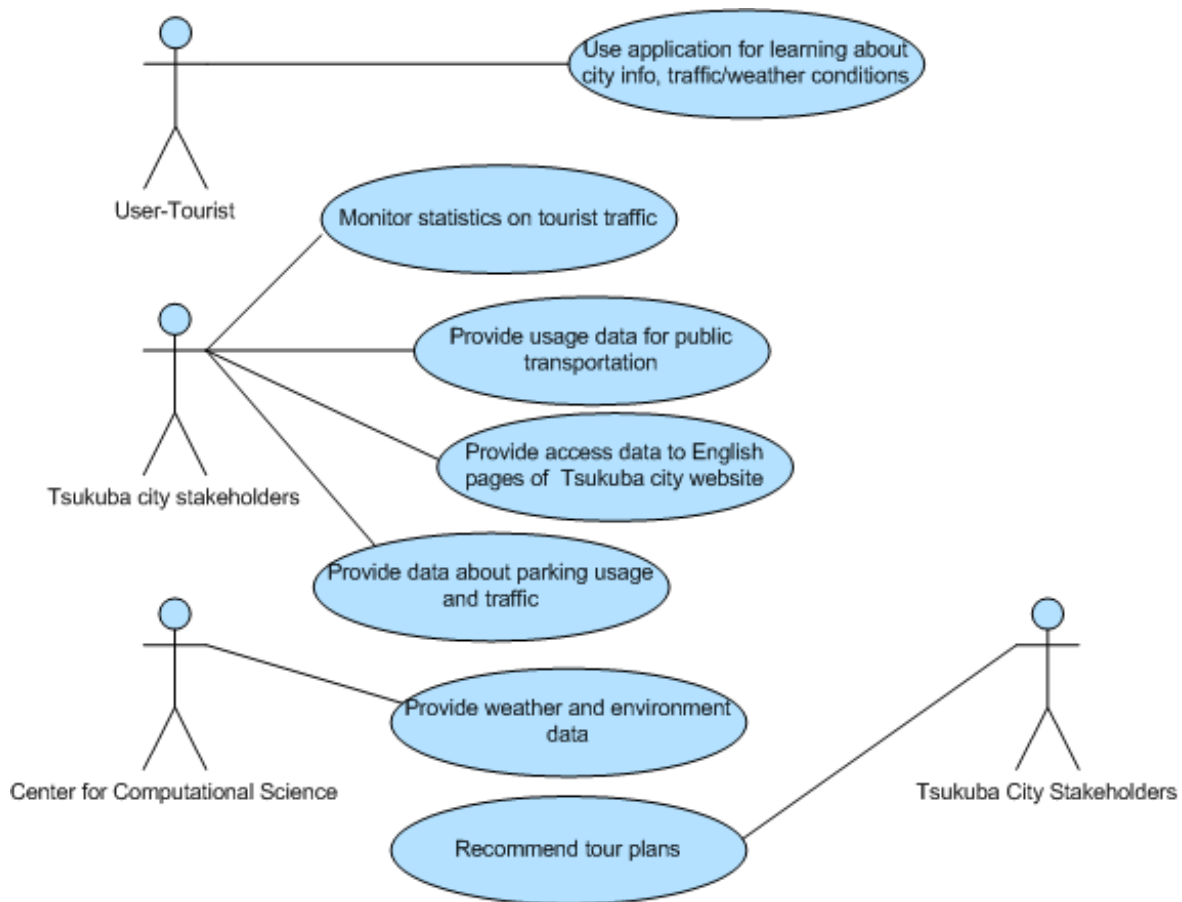 Use application for learning about
city info, traffic/weather conditions
User-Tourist
Monitor statistics on tourist traffic
Provide usage data for public
transportation
Provide access data to English
pages of  Tsukuba city website
Tsukuba city stakeholders
Provide data about parking usage
and traffic
Provide weather and environment
data
Center for Computational Science
Tsukuba City Stakeholders
Recommend tour plans